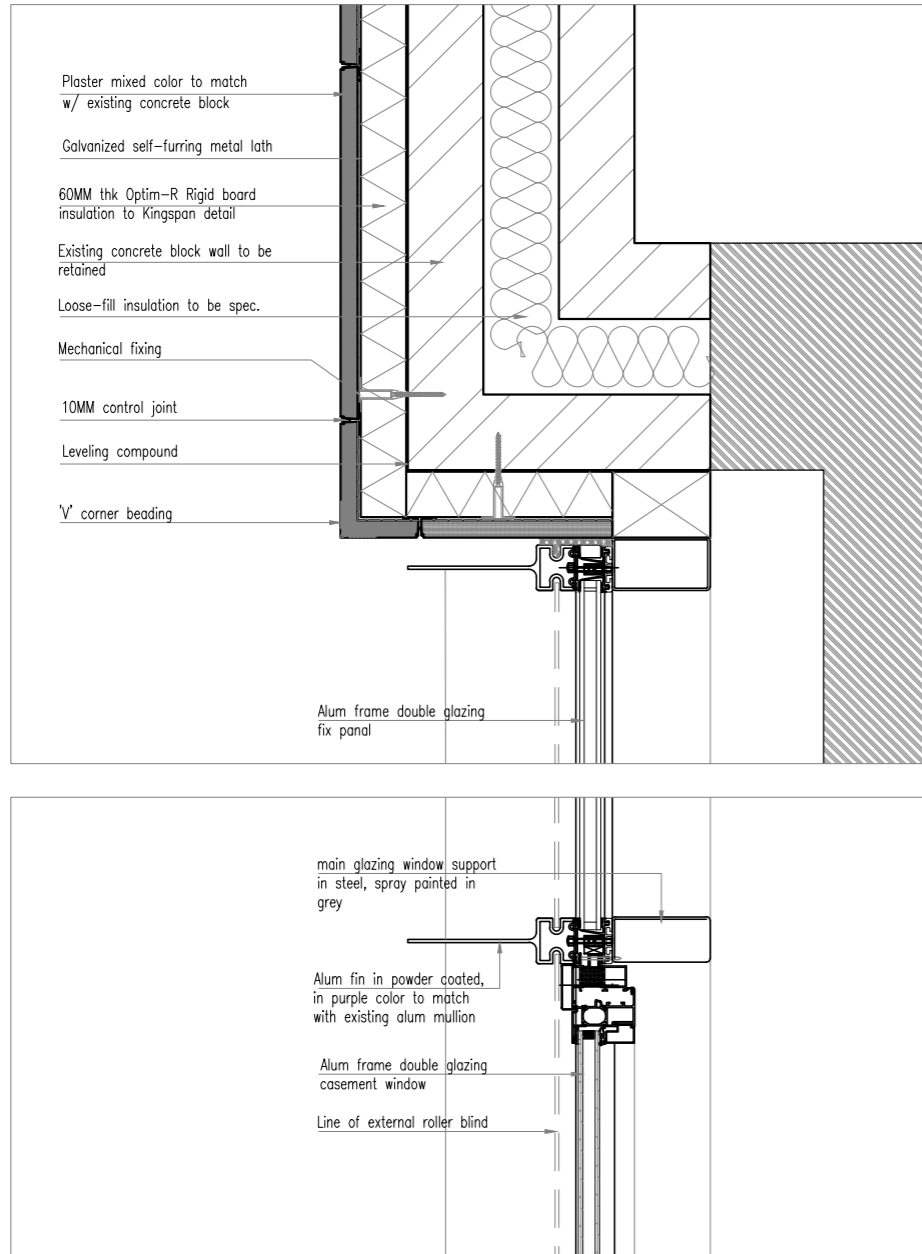 Plaster mixed color to match
w/ existing concrete block
Galvanized self-furring metal lath
60MM thk Optim-R Rigid board
insulation to Kingspan detail
Existing concrete block wall to be
retained
Loose-fill insulation to be spec.
Mechanical fixing
10MM control joint
Leveling compound
'V' corner beading
Alum frame double glazing
fix panal
main glazing window support
in steel, spray painted in
grey
Alum fin in powder coated,
in purple color to match
with existing alum mullion
Alum frame double glazing
casement window
Line of external roller blind